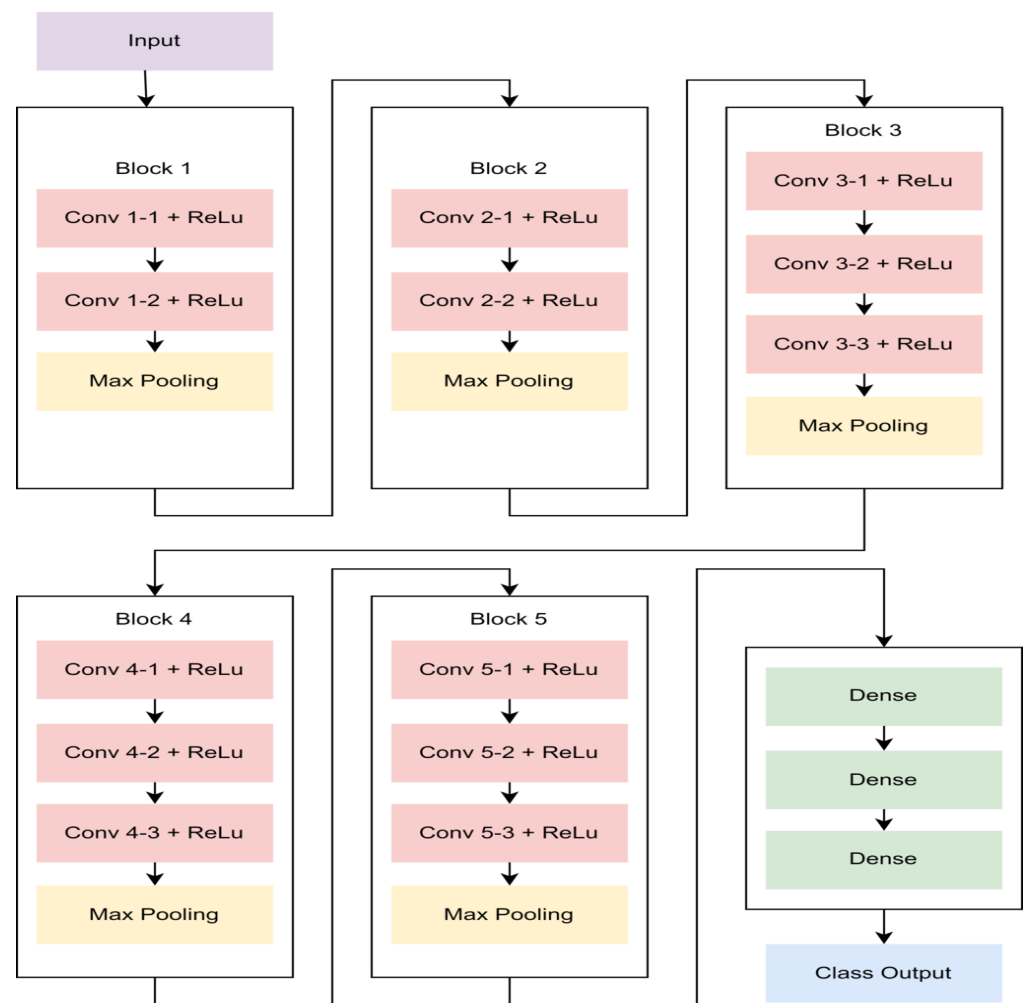 Input
Block 1
Conv 1-1 + ReLu
Conv 1-2 + ReLu
Max Pooling
Block 2
Conv 2-1 + ReLu
Conv 2-2 + ReLu
Max Pooling
Block 3
Conv 3-1 + ReLu
Conv 3-2 + ReLu
Conv 3-3 + ReLu
Max Pooling
Block 4
Conv 4-1 + ReLu
Conv 4-2 + ReLu
Conv 4-3 + ReLu
Max Pooling
Block 5
Conv 5-1 + ReLu
Conv 5-2 + ReLu
Conv 5-3 + ReLu
Max Pooling
Dense
Dense
Dense
Class Output